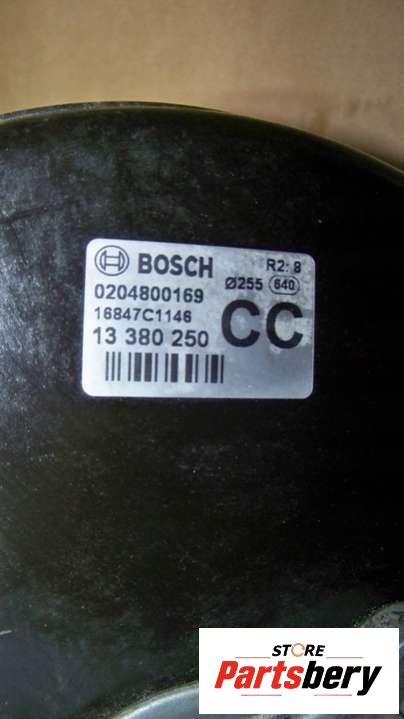 BOSCH R2: 8
0204800169 Ø255 640
16847C1146
13 380 250 CC
STORE
Partsbery